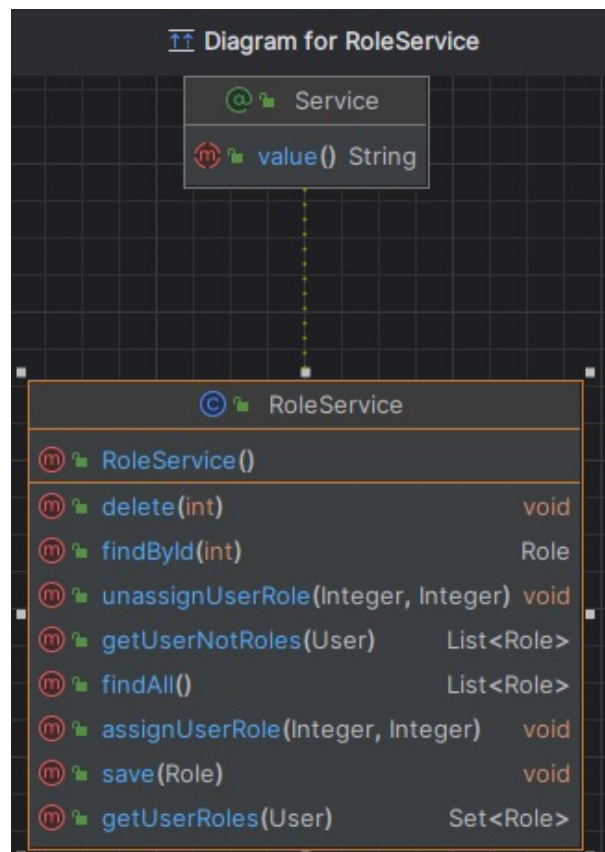 Diagram for RoleService
@ Service
m value() String
C RoleService
m RoleService()
m delete(int) void
m findById(int) Role
m unassignUserRole(Integer, Integer) void
m getUserNotRoles(User) List<Role>
m findAll() List<Role>
m assignUserRole(Integer, Integer) void
m save(Role) void
m getUserRoles(User) Set<Role>